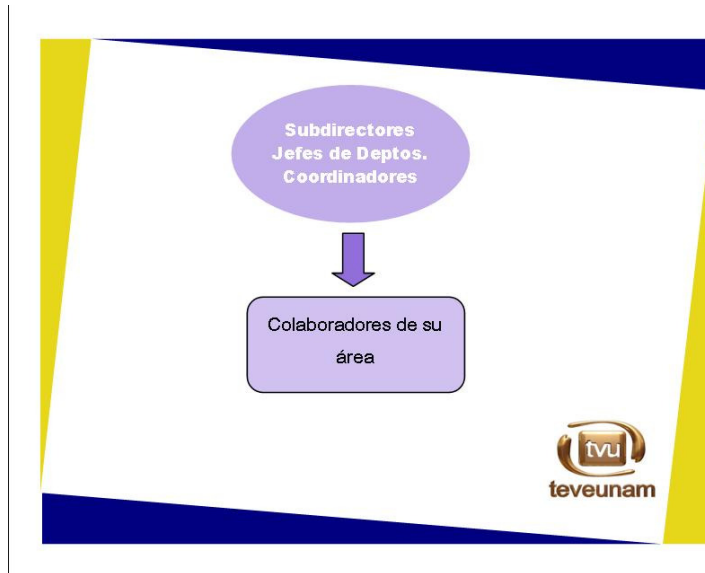 Subdirectores
Jefes de Deptos.
Coordinadores
Colaboradores de su
área
tvu
teveunam